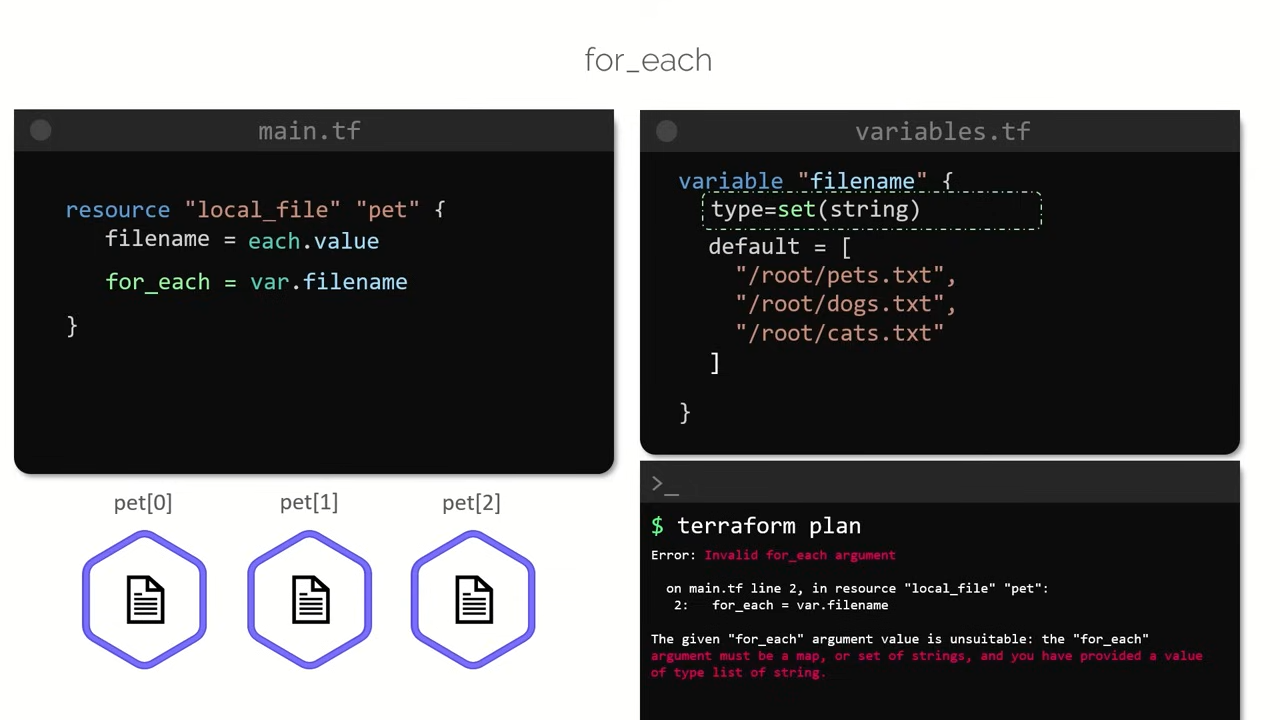 for_each
main.tf
resource "local_file" "pet" {
filename = each.value
for_each = var.filename
}
variables.tf
variable "filename" {
type=set(string)
default = [
"/root/pets.txt",
"/root/dogs.txt",
"/root/cats.txt"
]
}
pet[0]
pet[1]
pet[2]
>_
$ terraform plan
Error: Invalid for_each argument
on main.tf line 2, in resource "local_file" "pet":
2: for_each = var.filename
The given "for_each" argument value is unsuitable: the "for_each"
argument must be a map, or set of strings, and you have provided a value
of type list of string.